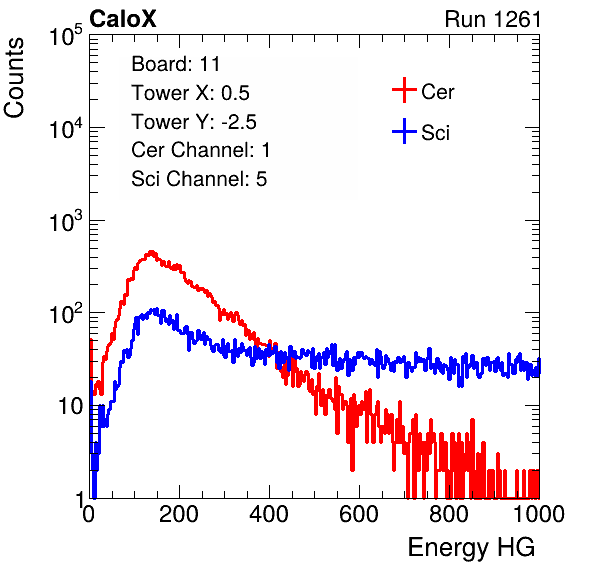 CaloX Run 1261
Counts
10^5
10^4
10^3
10^2
10
1
Board: 11
Tower X: 0.5
Tower Y: -2.5
Cer Channel: 1
Sci Channel: 5
Cer
Sci
0 200 400 600 800 1000
Energy HG